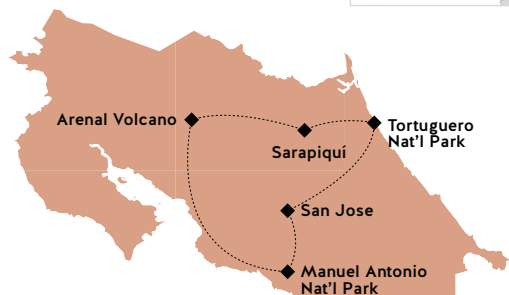 Arenal Volcano
Tortuguero
Nat'l Park
Sarapiquí
San Jose
Manuel Antonio
Nat'l Park